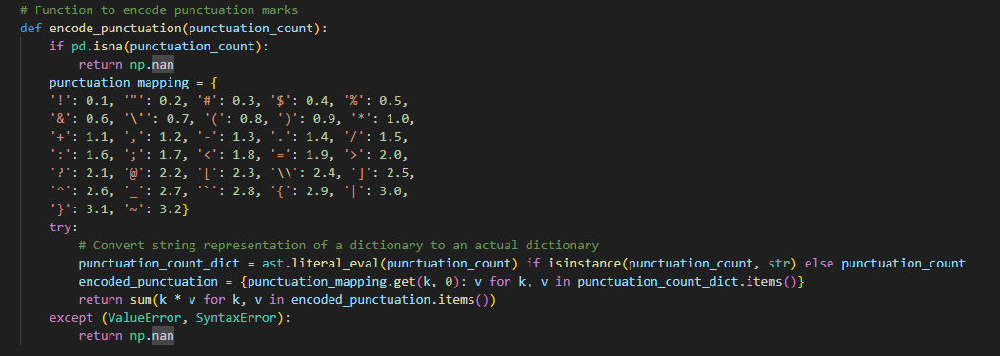 # Function to encode punctuation marks
def encode_punctuation(punctuation_count):
    if pd.isna(punctuation_count):
        return np.nan
    punctuation_mapping = {
    '!': 0.1, '"': 0.2, '#': 0.3, '$': 0.4, '%': 0.5,
    '&': 0.6, '\'': 0.7, '(': 0.8, ')': 0.9, '*': 1.0,
    '+': 1.1, ',': 1.2, '-': 1.3, '.': 1.4, '/': 1.5,
    ':': 1.6, ';': 1.7, '<': 1.8, '=': 1.9, '>': 2.0,
    '?': 2.1, '@': 2.2, '[': 2.3, '\\': 2.4, ']': 2.5,
    '^': 2.6, '_': 2.7, '`': 2.8, '{': 2.9, '|': 3.0,
    '}': 3.1, '~': 3.2}
    try:
        # Convert string representation of a dictionary to an actual dictionary
        punctuation_count_dict = ast.literal_eval(punctuation_count) if isinstance(punctuation_count, str) else punctuation_count
        encoded_punctuation = {punctuation_mapping.get(k, 0): v for k, v in punctuation_count_dict.items()}
        return sum(k * v for k, v in encoded_punctuation.items())
    except (ValueError, SyntaxError):
        return np.nan